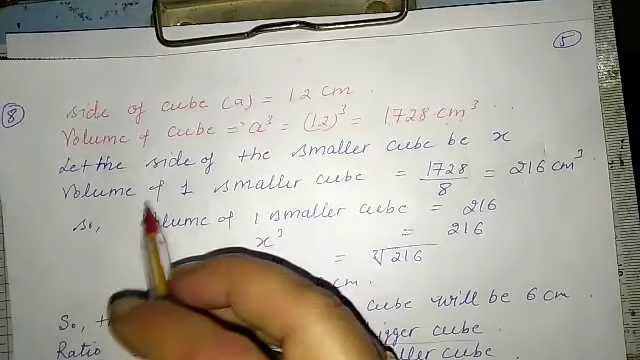 5
8
side of cube (a) = 12 cm.
Volume of cube = a³ = (12)³ = 1728 cm³ ..
Let the side of the smaller cube be x
Volume of 1 smaller cube = 1728/8 = 216 cm³
so, volume of 1 smaller cube = 216
x³ = 216
= ∛216
cm.
So, cube will be 6 cm.
Ratio bigger cube
smaller cube